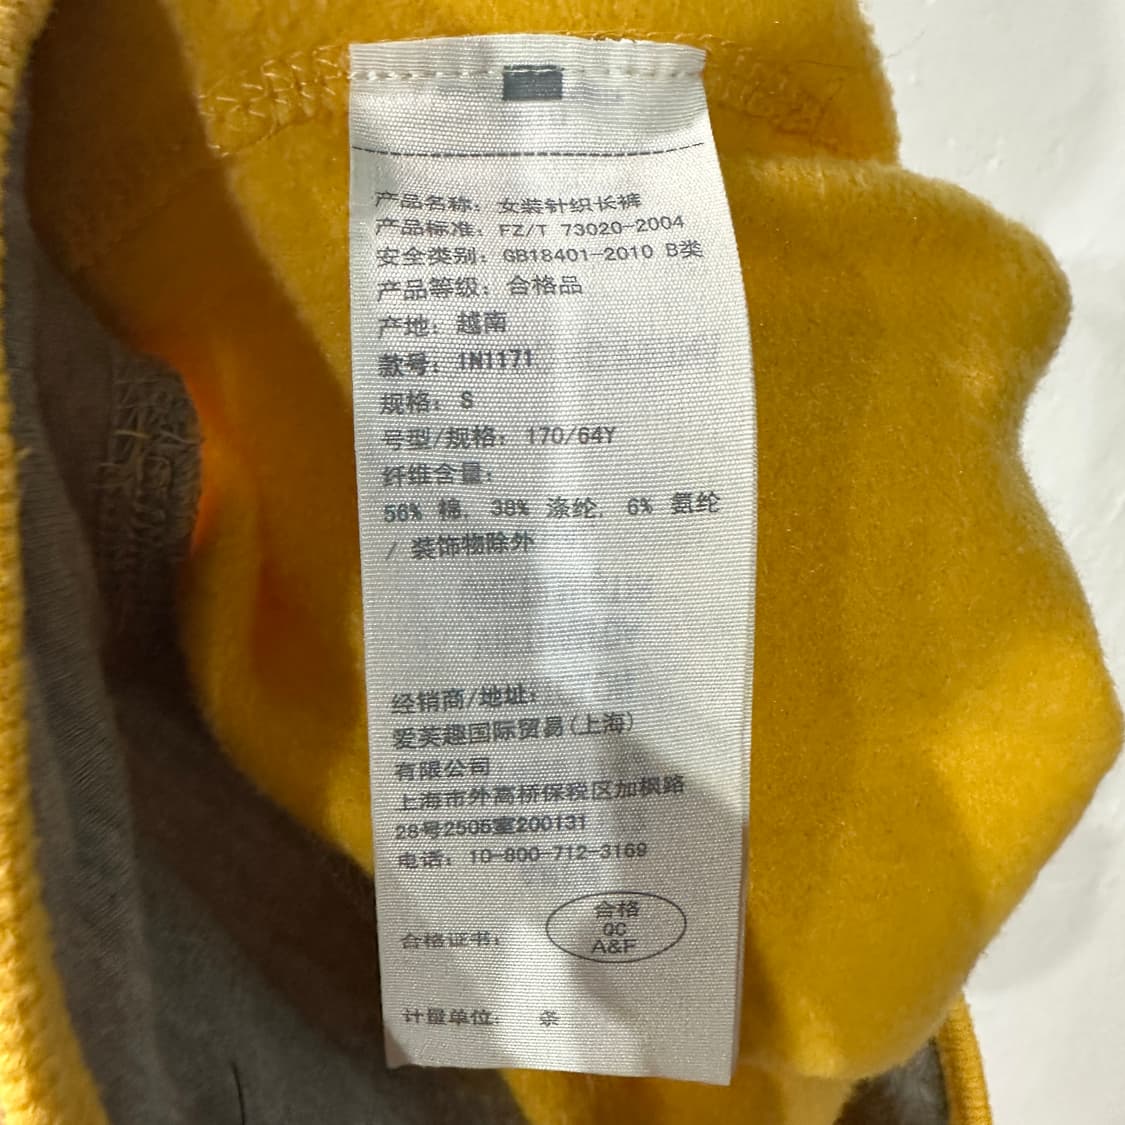 产品名称：女装针织长裤
产品标准：FZ/T 73020-2004
安全类别：GB18401-2010 B类
产品等级：合格品
产地：越南
款号：IN1171
规格：S
号型/规格：170/64Y
纤维含量：
56% 棉, 38% 涤纶, 6% 氨纶
/ 装饰物除外
经销商/地址：
爱芙趣国际贸易(上海)
有限公司
上海市外高桥保税区加枫路
28号2505室200131
电话：10-800-712-3169
合格
QC
A&F
合格证书：
计量单位： 条